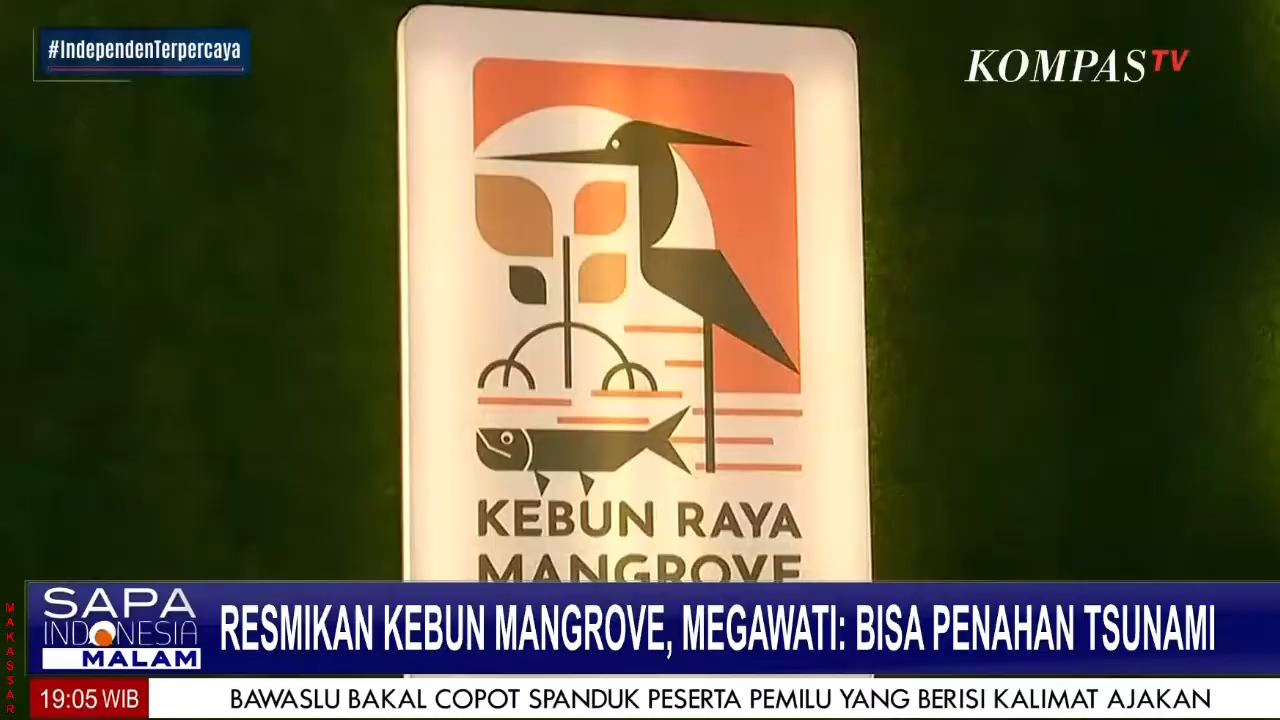 #IndependenTerpercaya
KOMPAS TV
KEBUN RAYA
MANGROVE
SAPA
INDONESIA
MALAM
RESMIKAN KEBUN MANGROVE, MEGAWATI: BISA PENAHAN TSUNAMI
MAKASSAR
19:05 WIB
BAWASLU BAKAL COPOT SPANDUK PESERTA PEMILU YANG BERISI KALIMAT AJAKAN